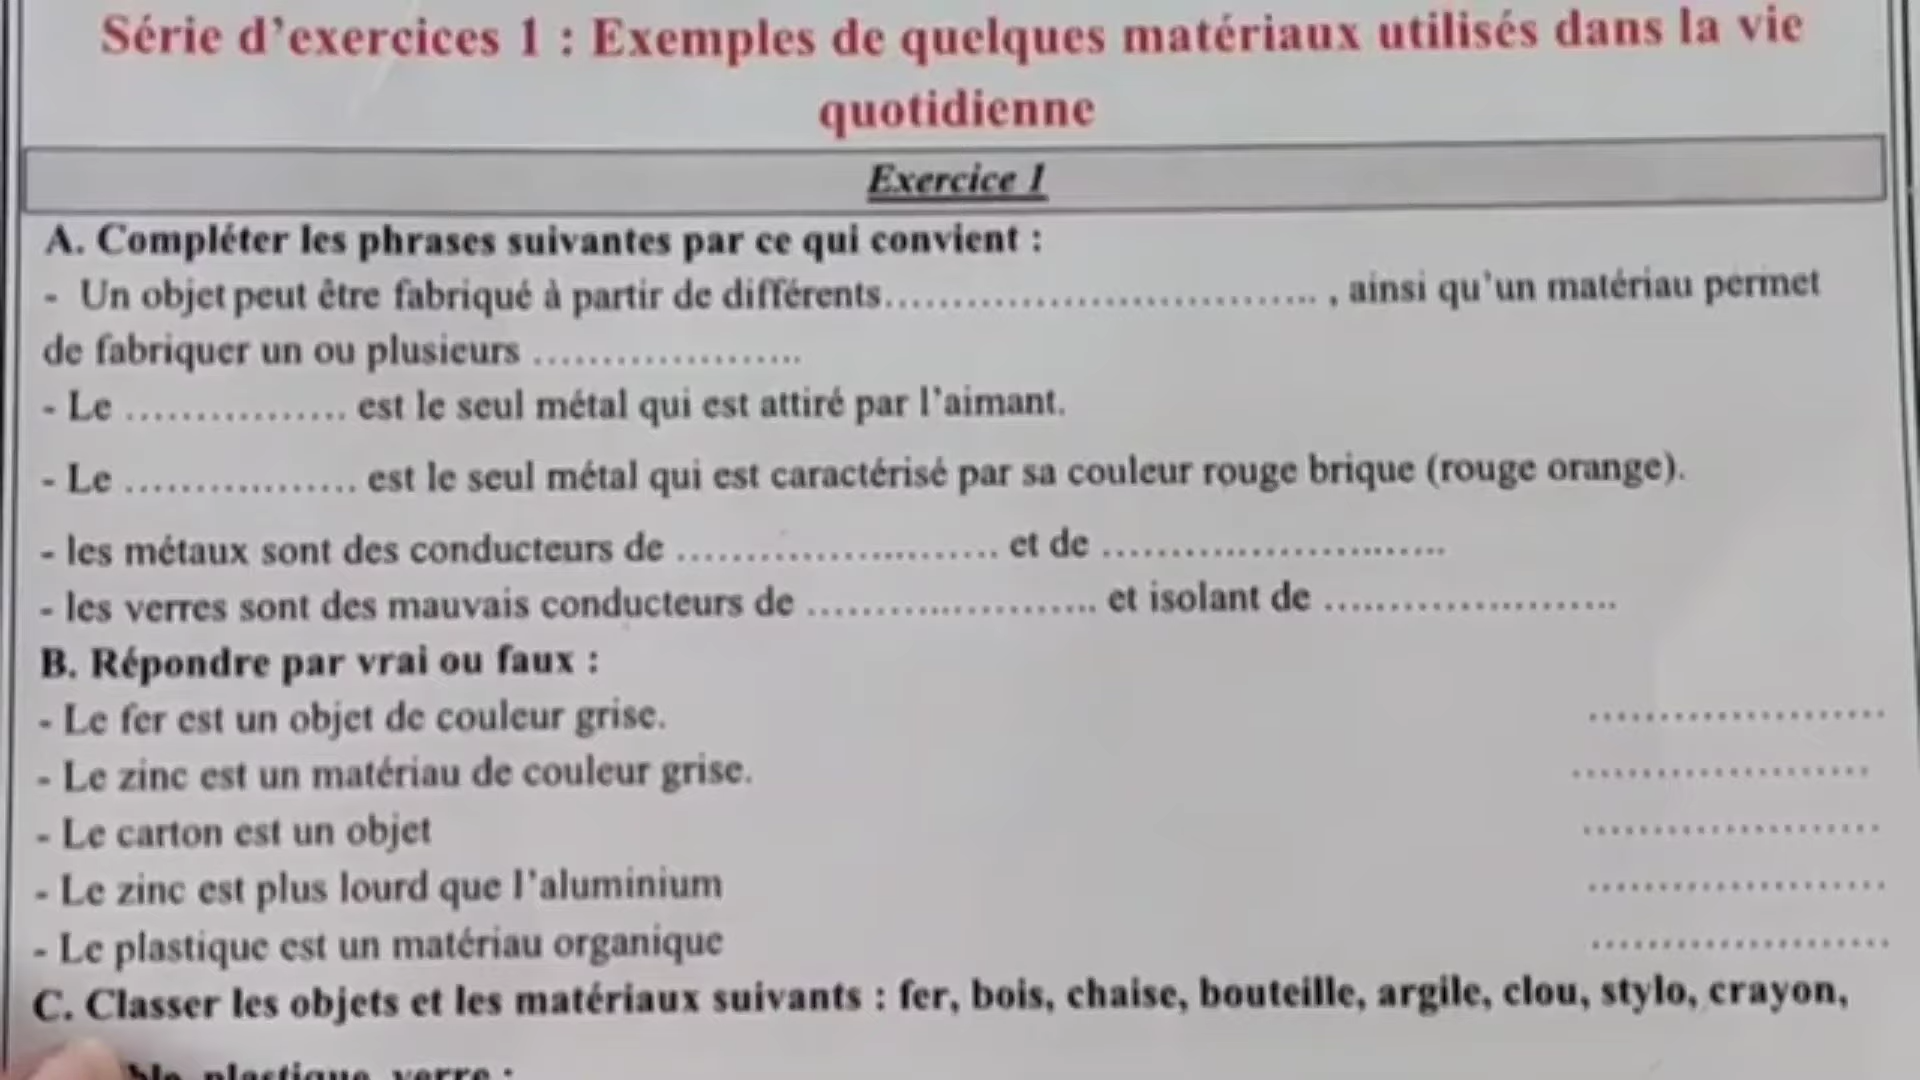 Série d'exercices 1 : Exemples de quelques matériaux utilisés dans la vie
quotidienne
Exercice 1
A. Compléter les phrases suivantes par ce qui convient :
- Un objet peut être fabriqué à partir de différents................................ , ainsi qu'un matériau permet
de fabriquer un ou plusieurs ....................
- Le ................ est le seul métal qui est attiré par l'aimant.
- Le ................. est le seul métal qui est caractérisé par sa couleur rouge brique (rouge orange).
- les métaux sont des conducteurs de ........................ et de ..........................
- les verres sont des mauvais conducteurs de ...................... et isolant de ......................
B. Répondre par vrai ou faux :
- Le fer est un objet de couleur grise. ......................
- Le zinc est un matériau de couleur grise. ......................
- Le carton est un objet ......................
- Le zinc est plus lourd que l'aluminium ......................
- Le plastique est un matériau organique ......................
C. Classer les objets et les matériaux suivants : fer, bois, chaise, bouteille, argile, clou, stylo, crayon,
plastique, verre :